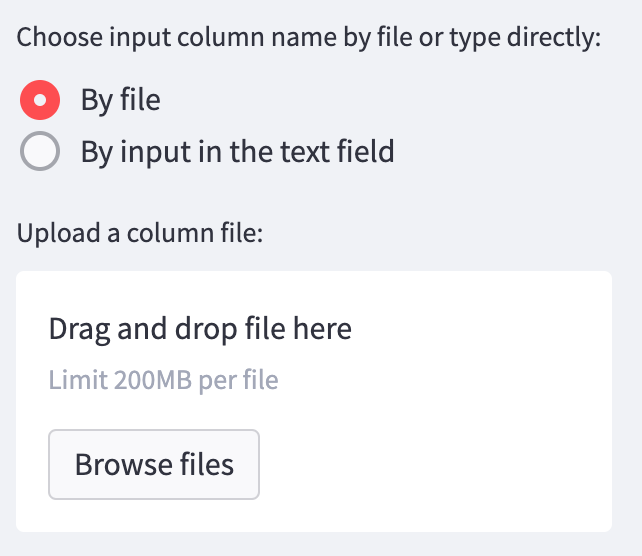 Choose input column name by file or type directly:
By file
By input in the text field
Upload a column file:
Drag and drop file here
Limit 200MB per file
Browse files